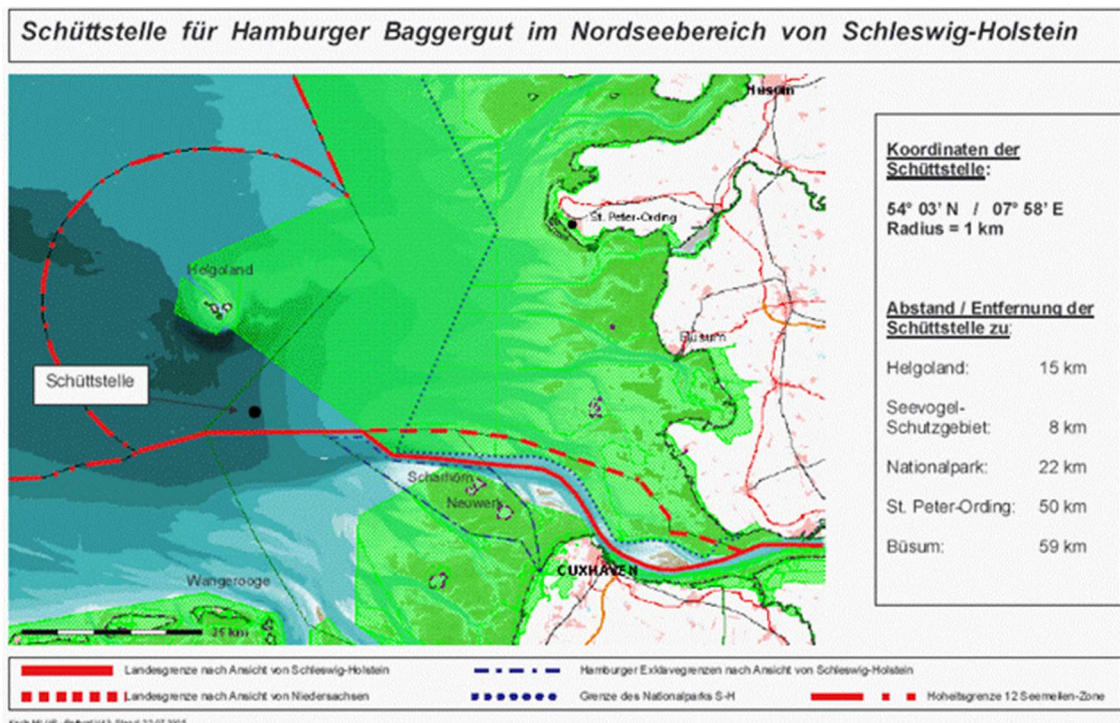 Schüttstelle für Hamburger Baggergut im Nordseebereich von Schleswig-Holstein
Husum
St. Peter-Ording
Helgoland
Büsum
Schüttstelle
Scharhörn
Neuwerk
CUXHAVEN
Wangerooge
25 km
Koordinaten der
Schüttstelle:
54° 03' N / 07° 58' E
Radius = 1 km
Abstand / Entfernung der
Schüttstelle zu:
Helgoland: 15 km
Seevogel-
Schutzgebiet: 8 km
Nationalpark: 22 km
St. Peter-Ording: 50 km
Büsum: 59 km
Landesgrenze nach Ansicht von Schleswig-Holstein
Hamburger Exklavegrenzen nach Ansicht von Schleswig-Holstein
Landesgrenze nach Ansicht von Niedersachsen
Grenze des Nationalparks S-H
Hoheitsgrenze 12 Seemeilen-Zone